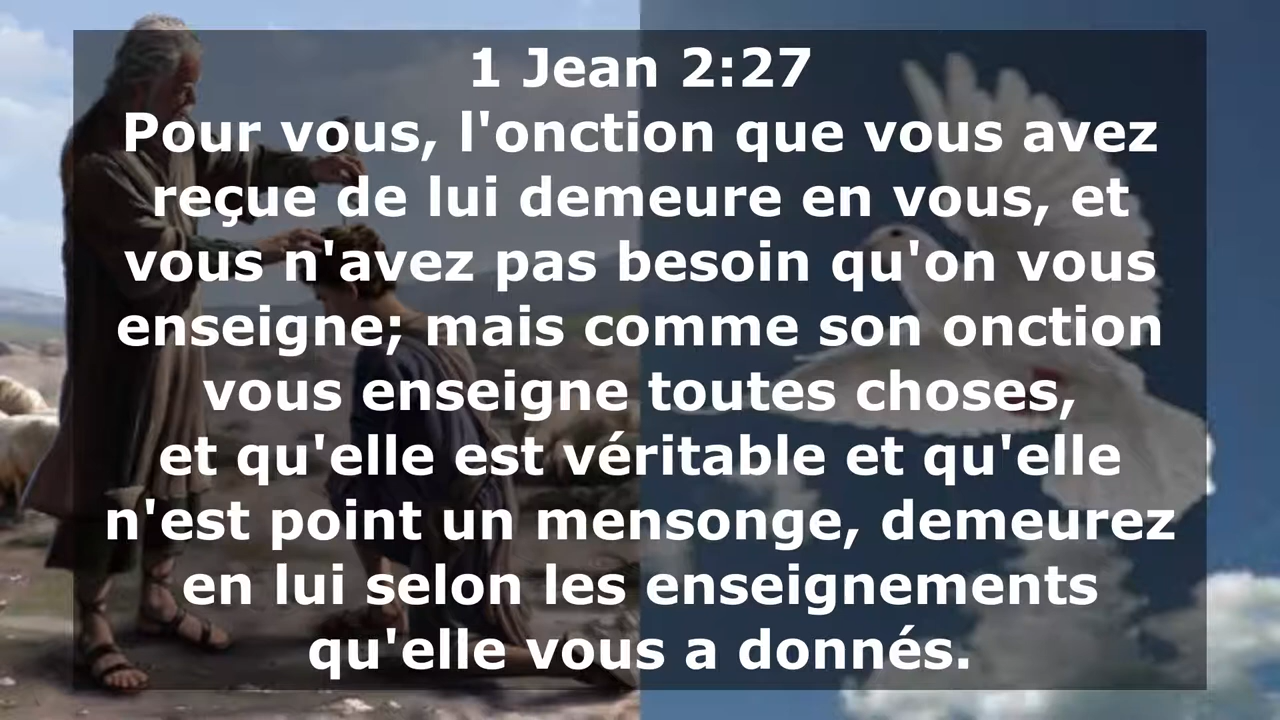 1 Jean 2:27
Pour vous, l'onction que vous avez
reçue de lui demeure en vous, et
vous n'avez pas besoin qu'on vous
enseigne; mais comme son onction
vous enseigne toutes choses,
et qu'elle est véritable et qu'elle
n'est point un mensonge, demeurez
en lui selon les enseignements
qu'elle vous a donnés.